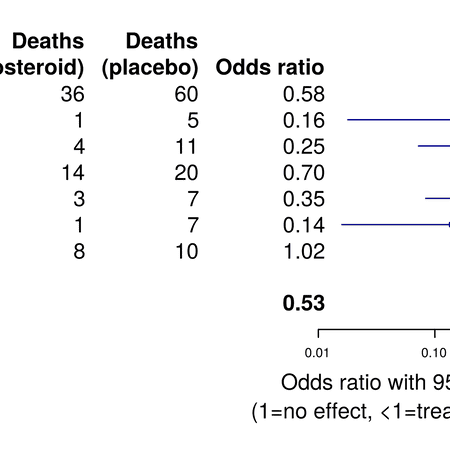 Deaths Deaths
osteroid) (placebo) Odds ratio
36 60 0.58
1 5 0.16
4 11 0.25
14 20 0.70
3 7 0.35
1 7 0.14
8 10 1.02
0.53
0.01 0.10
Odds ratio with 95
(1=no effect, <1=trea